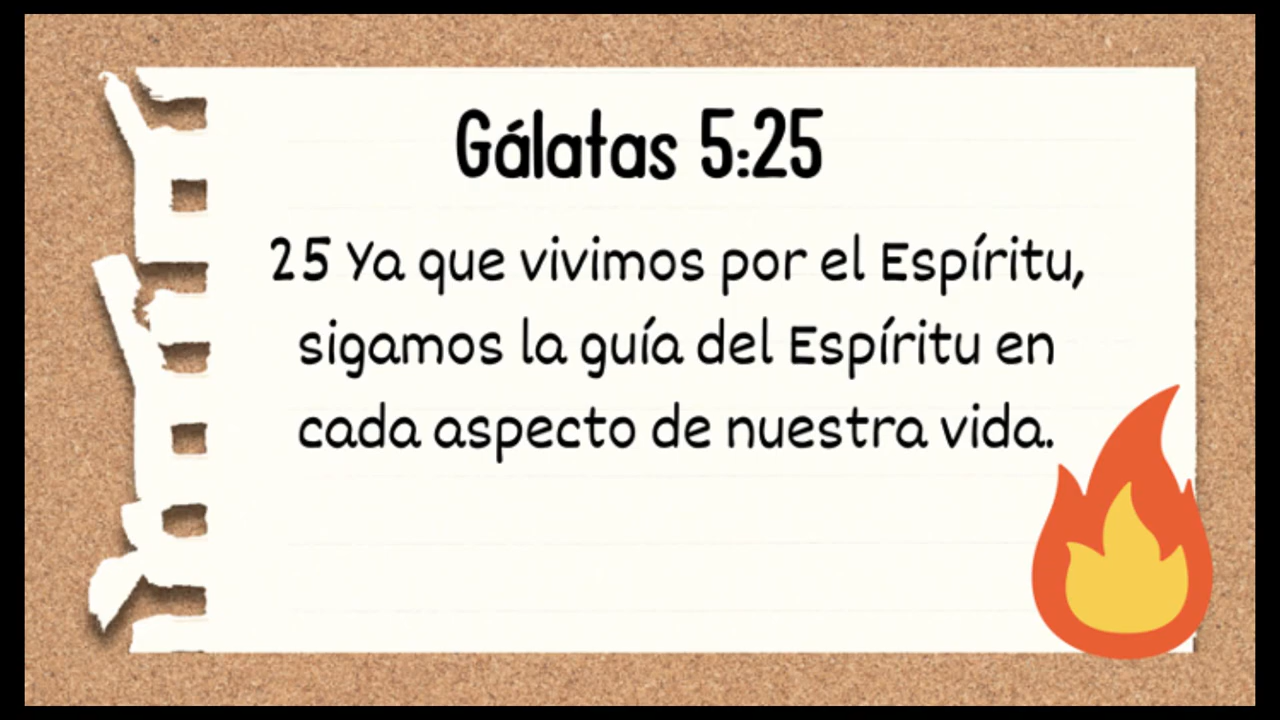 Gálatas 5:25
25 Ya que vivimos por el Espíritu,
sigamos la guía del Espíritu en
cada aspecto de nuestra vida.